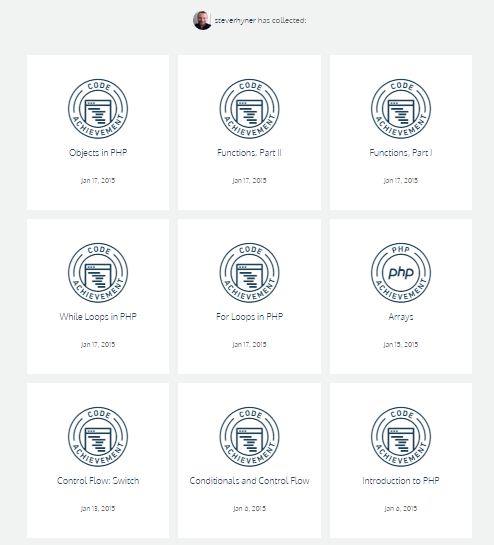 steverhyner has collected:
CODE ACHIEVEMENT
CODE ACHIEVEMENT
CODE ACHIEVEMENT
Objects in PHP
Functions, Part II
Functions, Part I
Jan 17, 2015
Jan 17, 2015
Jan 17, 2015
CODE ACHIEVEMENT
CODE ACHIEVEMENT
PHP ACHIEVEMENT
php
While Loops in PHP
For Loops in PHP
Arrays
Jan 17, 2015
Jan 17, 2015
Jan 15, 2015
CODE ACHIEVEMENT
CODE ACHIEVEMENT
CODE ACHIEVEMENT
Control Flow: Switch
Conditionals and Control Flow
Introduction to PHP
Jan 13, 2015
Jan 6, 2015
Jan 6, 2015